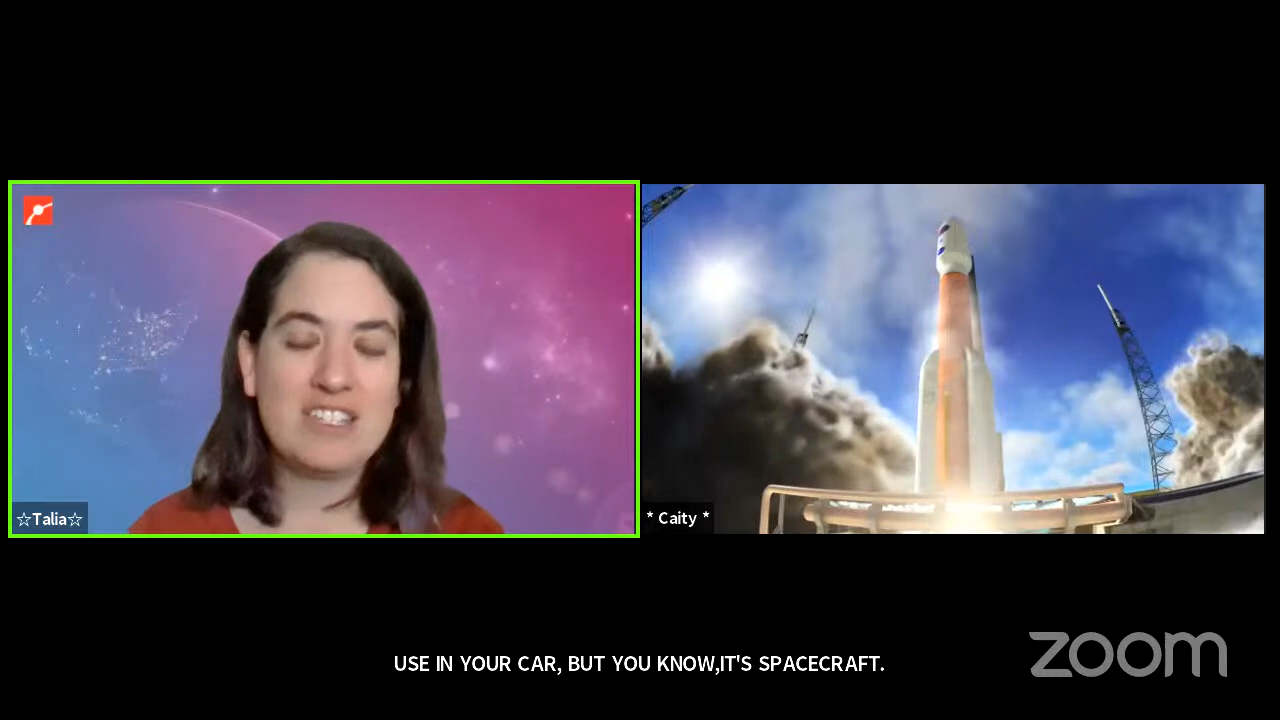 ☆Talia☆
* Caity *
USE IN YOUR CAR, BUT YOU KNOW,IT'S SPACECRAFT.
zoom